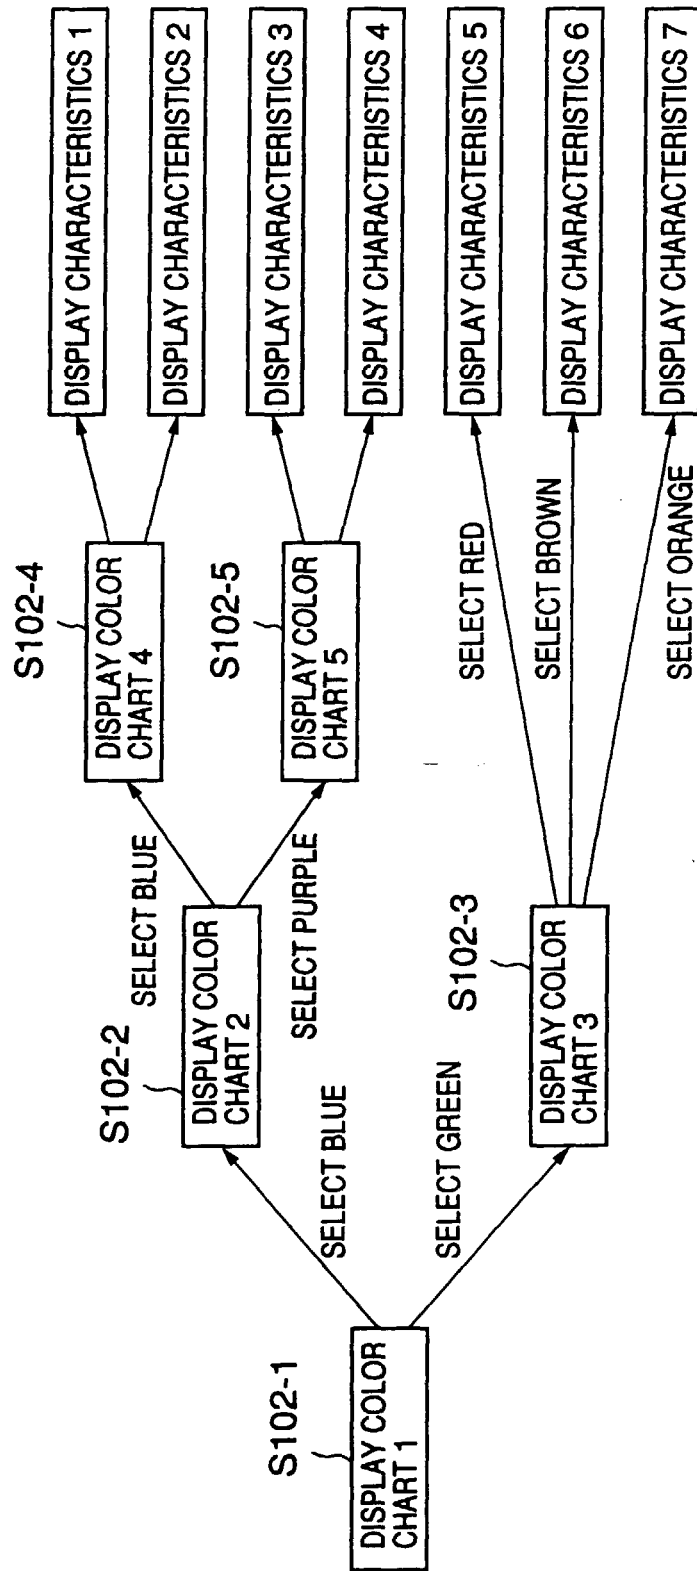 S102-1
DISPLAY COLOR
CHART 1
SELECT BLUE
SELECT GREEN
S102-2
DISPLAY COLOR
CHART 2
SELECT BLUE
SELECT PURPLE
S102-3
DISPLAY COLOR
CHART 3
SELECT RED
SELECT BROWN
SELECT ORANGE
S102-4
DISPLAY COLOR
CHART 4
S102-5
DISPLAY COLOR
CHART 5
DISPLAY CHARACTERISTICS 1
DISPLAY CHARACTERISTICS 2
DISPLAY CHARACTERISTICS 3
DISPLAY CHARACTERISTICS 4
DISPLAY CHARACTERISTICS 5
DISPLAY CHARACTERISTICS 6
DISPLAY CHARACTERISTICS 7